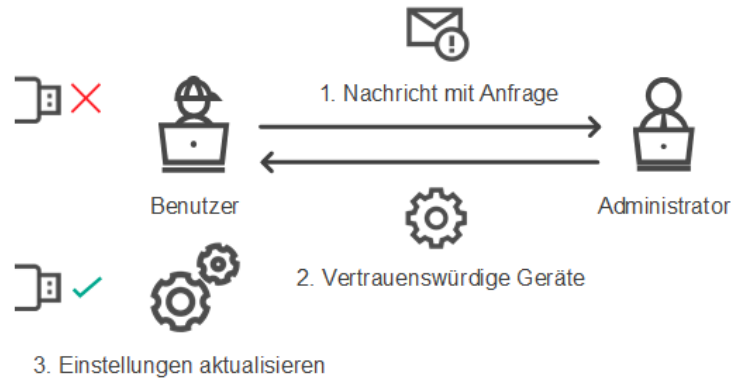 1. Nachricht mit Anfrage
Benutzer
Administrator
2. Vertrauenswürdige Geräte
3. Einstellungen aktualisieren